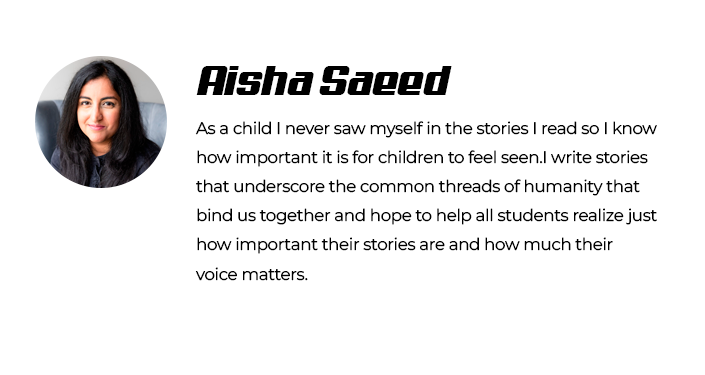 Aisha Saeed
As a child I never saw myself in the stories I read so I know
how important it is for children to feel seen.I write stories
that underscore the common threads of humanity that
bind us together and hope to help all students realize just
how important their stories are and how much their
voice matters.